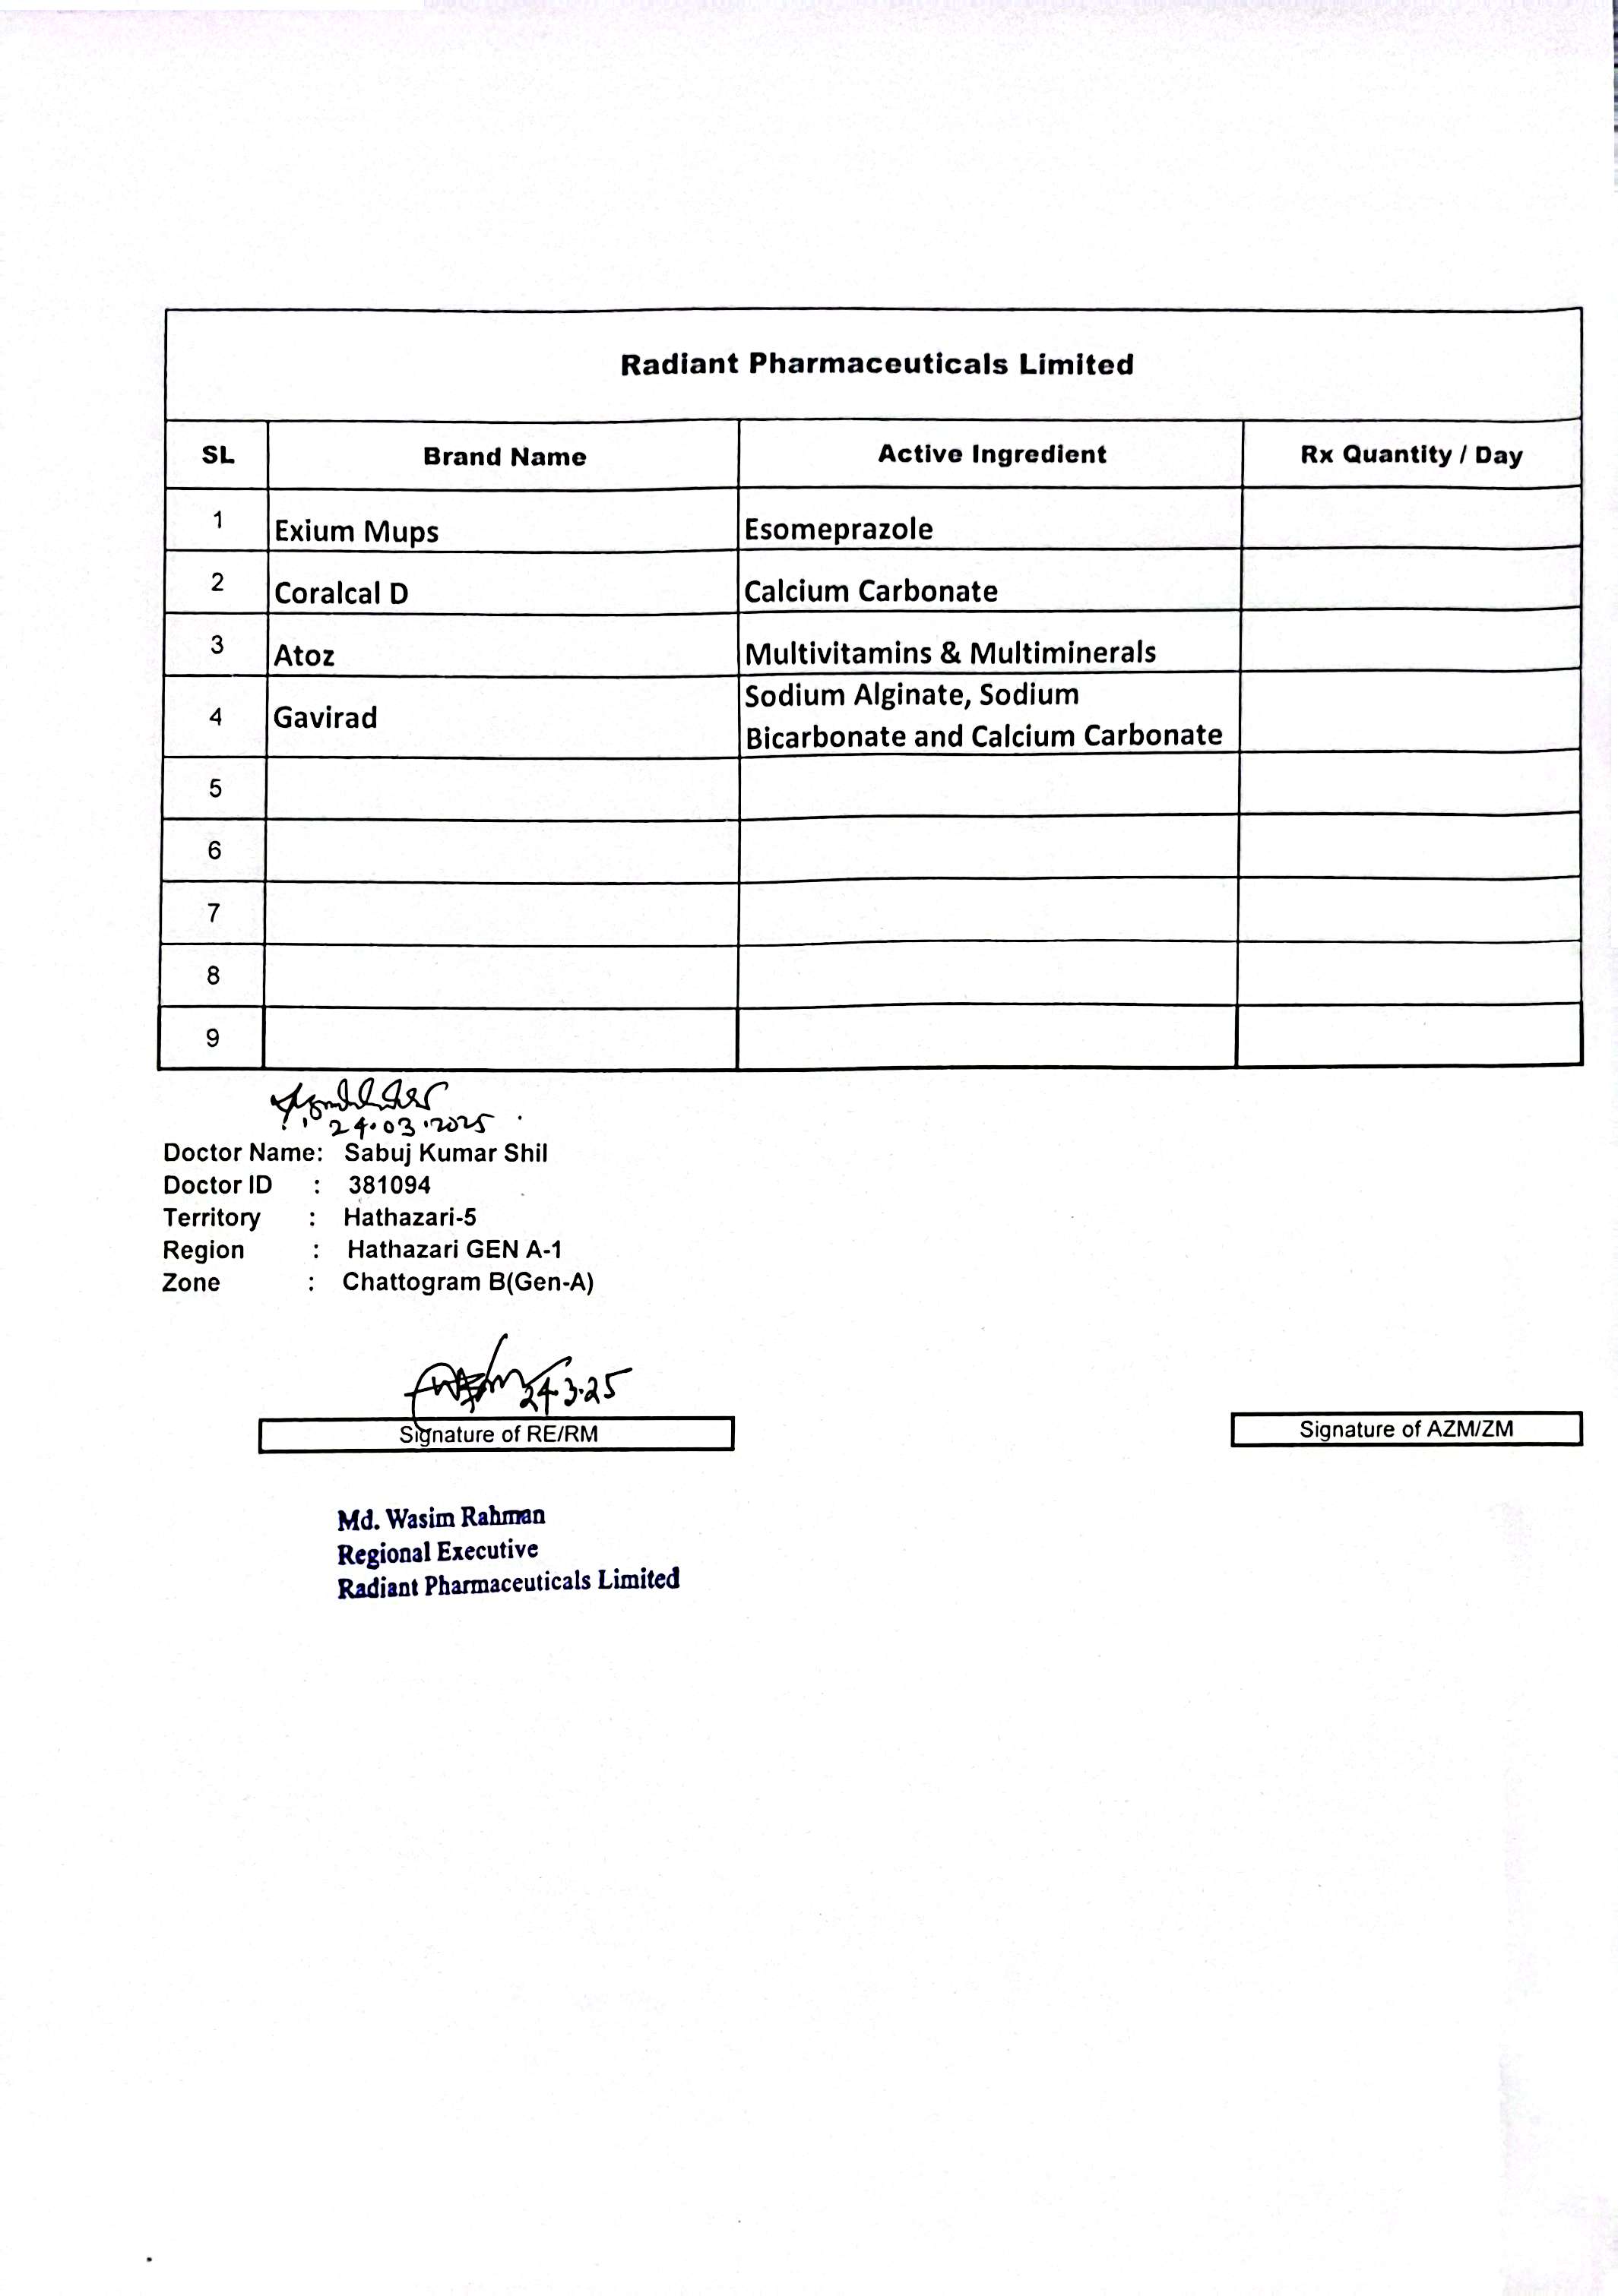 Radiant Pharmaceuticals Limited
SL Brand Name Active Ingredient Rx Quantity / Day
1 Exium Mups Esomeprazole
2 Coralcal D Calcium Carbonate
3 Atoz Multivitamins & Multiminerals
4 Gavirad Sodium Alginate, Sodium
Bicarbonate and Calcium Carbonate
5
6
7
8
9
24.03.2025
Doctor Name: Sabuj Kumar Shil
Doctor ID : 381094
Territory : Hathazari-5
Region : Hathazari GEN A-1
Zone : Chattogram B(Gen-A)
24.3.25
Signature of RE/RM
Signature of AZM/ZM
Md. Wasim Rahman
Regional Executive
Radiant Pharmaceuticals Limited